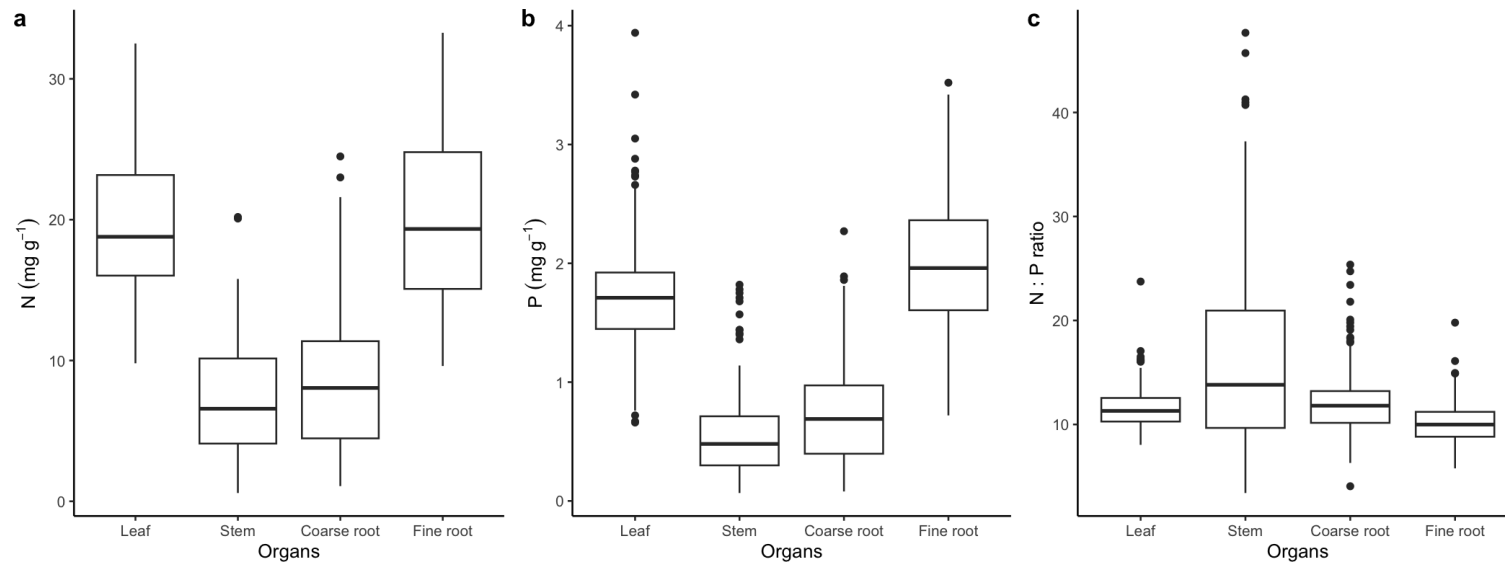 a
N (mg g⁻¹)
30
20
10
0
Leaf Stem Coarse root Fine root
Organs
b
P (mg g⁻¹)
4
3
2
1
0
Leaf Stem Coarse root Fine root
Organs
c
N : P ratio
40
30
20
10
Leaf Stem Coarse root Fine root
Organs